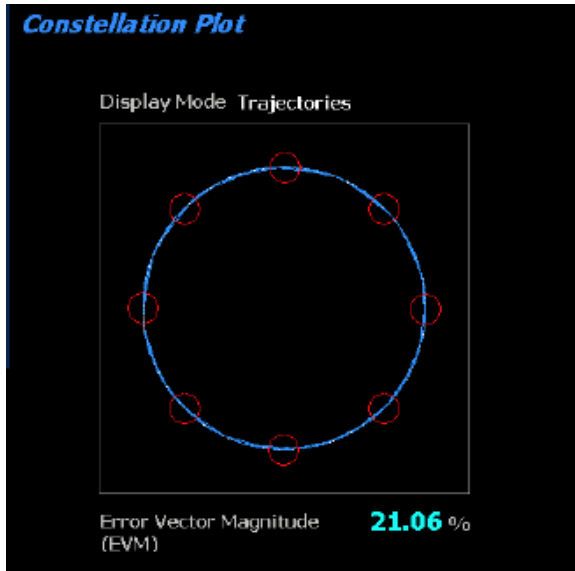 Constellation Plot
Display Mode Trajectories
Error Vector Magnitude 21.06 %
(EVM)